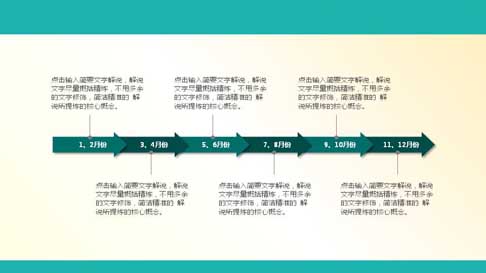 点击输入简要文字解说，解说
文字尽量概括精炼，不用多余
的文字修饰，简洁精准的 解
说所提炼的核心概念。
点击输入简要文字解说，解说
文字尽量概括精炼，不用多余
的文字修饰，简洁精准的 解
说所提炼的核心概念。
点击输入简要文字解说，解说
文字尽量概括精炼，不用多余
的文字修饰，简洁精准的 解
说所提炼的核心概念。
1、2月份
3、4月份
5、6月份
7、8月份
9、10月份
11、12月份
点击输入简要文字解说，解说
文字尽量概括精炼，不用多余
的文字修饰，简洁精准的 解
说所提炼的核心概念。
点击输入简要文字解说，解说
文字尽量概括精炼，不用多余
的文字修饰，简洁精准的 解
说所提炼的核心概念。
点击输入简要文字解说，解说
文字尽量概括精炼，不用多余
的文字修饰，简洁精准的 解
说所提炼的核心概念。